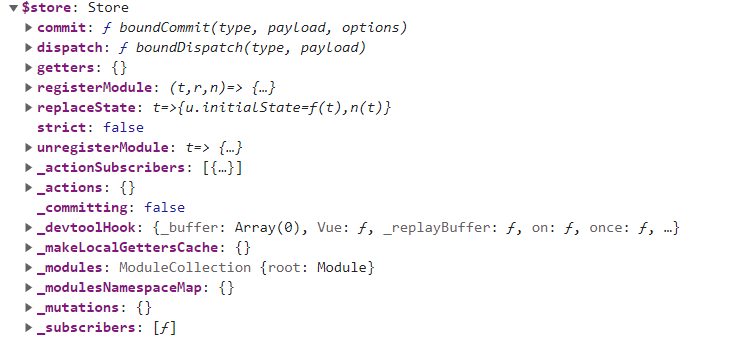 $store: Store
commit: ƒ boundCommit(type, payload, options)
dispatch: ƒ boundDispatch(type, payload)
getters: {}
registerModule: (t,r,n)=> {…}
replaceState: t=>{u.initialState=f(t),n(t)}
strict: false
unregisterModule: t=> {…}
_actionSubscribers: [{…}]
_actions: {}
_committing: false
_devtoolHook: {_buffer: Array(0), Vue: ƒ, _replayBuffer: ƒ, on: ƒ, once: ƒ, …}
_makeLocalGettersCache: {}
_modules: ModuleCollection {root: Module}
_modulesNamespaceMap: {}
_mutations: {}
_subscribers: [ƒ]